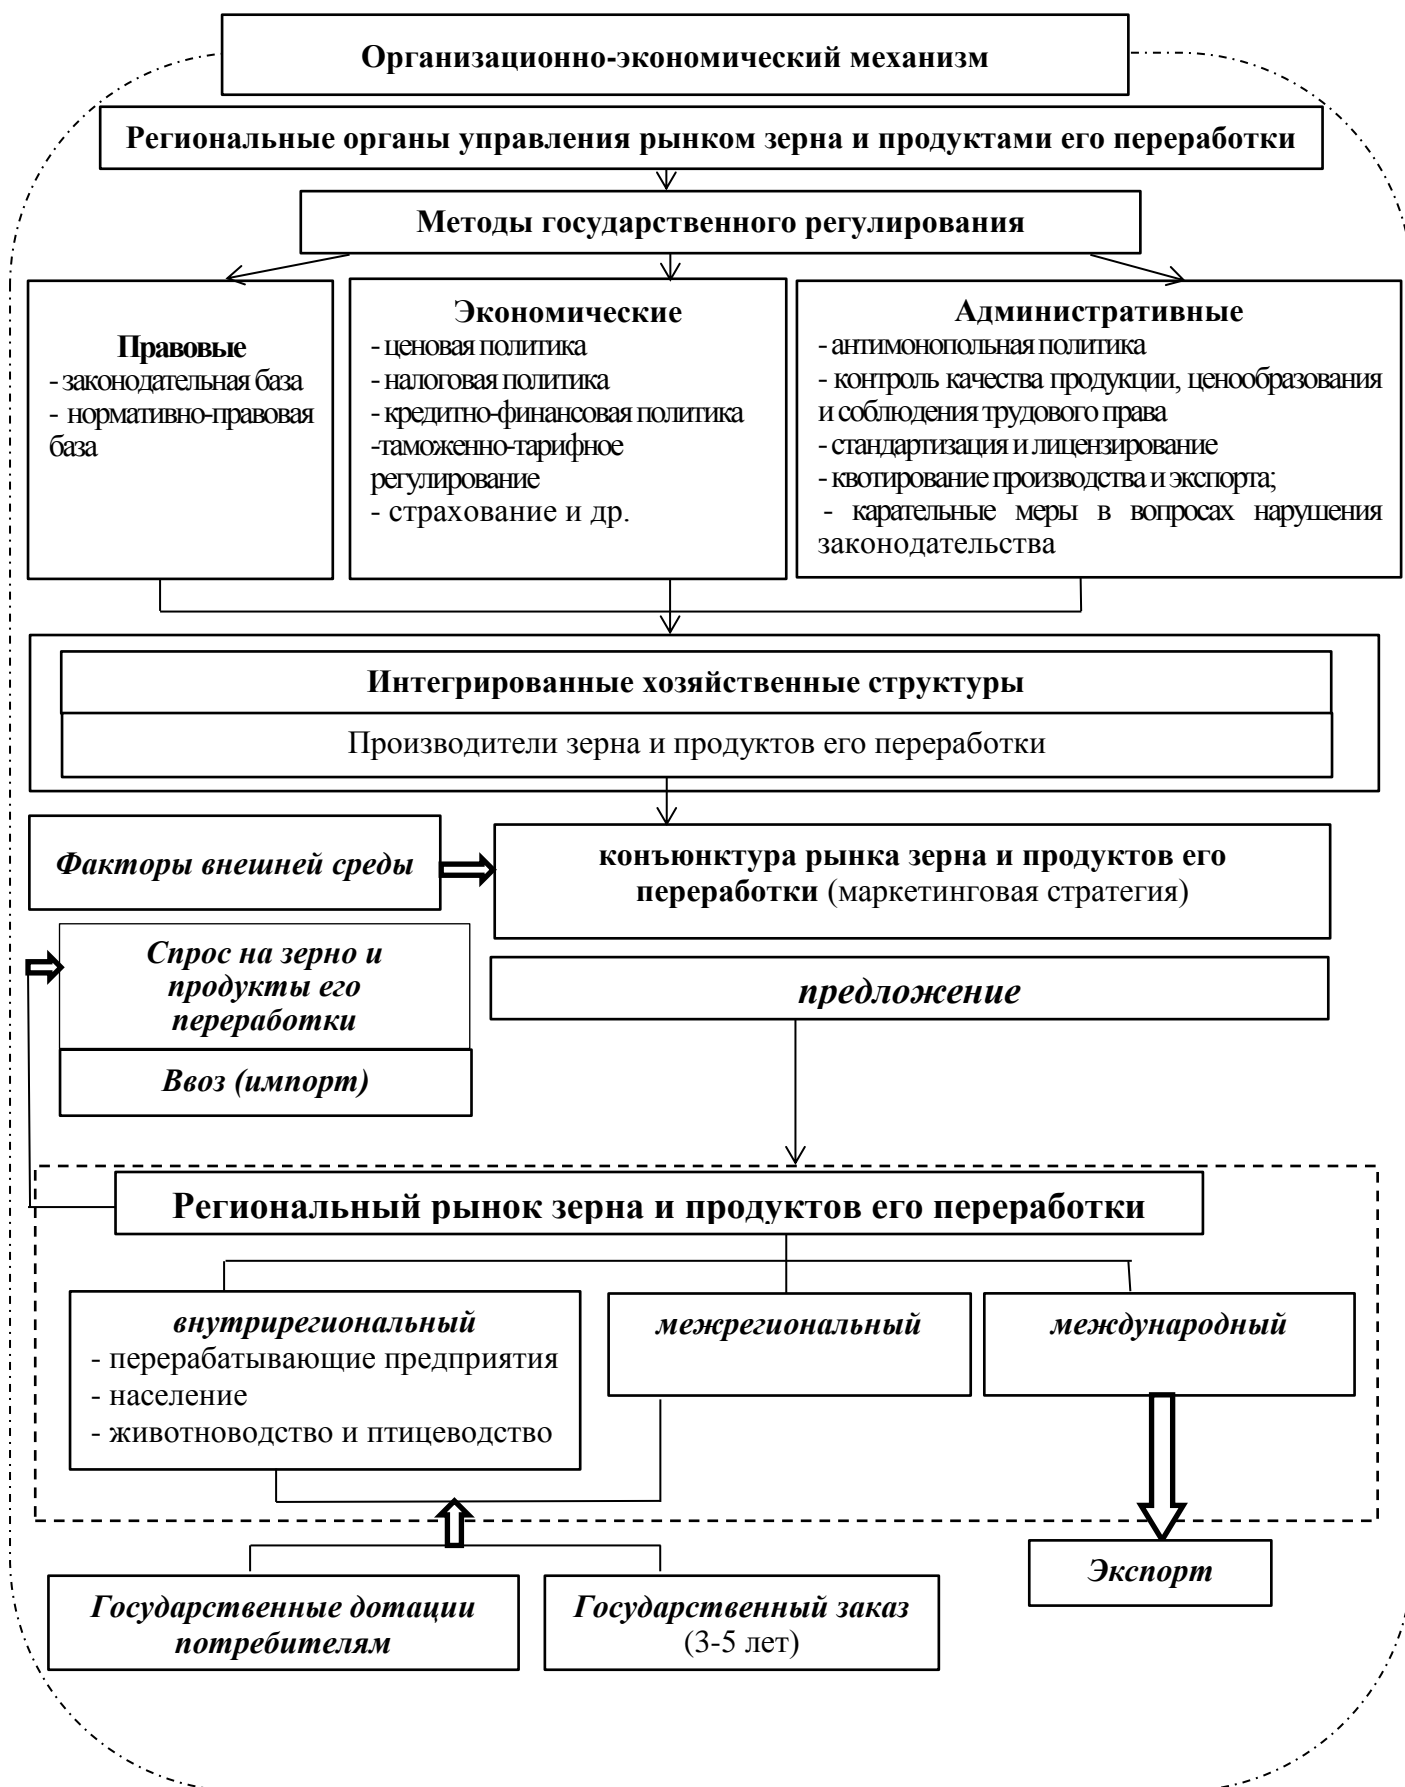 Организационно-экономический механизм
Региональные органы управления рынком зерна и продуктами его переработки
Методы государственного регулирования
Правовые
- законодательная база
- нормативно-правовая
база
Экономические
- ценовая политика
- налоговая политика
- кредитно-финансовая политика
-таможенно-тарифное
регулирование
- страхование и др.
Административные
- антимонопольная политика
- контроль качества продукции, ценообразования
и соблюдения трудового права
- стандартизация и лицензирование
- квотирование производства и экспорта;
- карательные меры в вопросах нарушения
законодательства
Интегрированные хозяйственные структуры
Производители зерна и продуктов его переработки
Факторы внешней среды
конъюнктура рынка зерна и продуктов его
переработки (маркетинговая стратегия)
Спрос на зерно и
продукты его
переработки
Ввоз (импорт)
предложение
Региональный рынок зерна и продуктов его переработки
внутрирегиональный
- перерабатывающие предприятия
- население
- животноводство и птицеводство
межрегиональный
международный
Экспорт
Государственные дотации
потребителям
Государственный заказ
(3-5 лет)